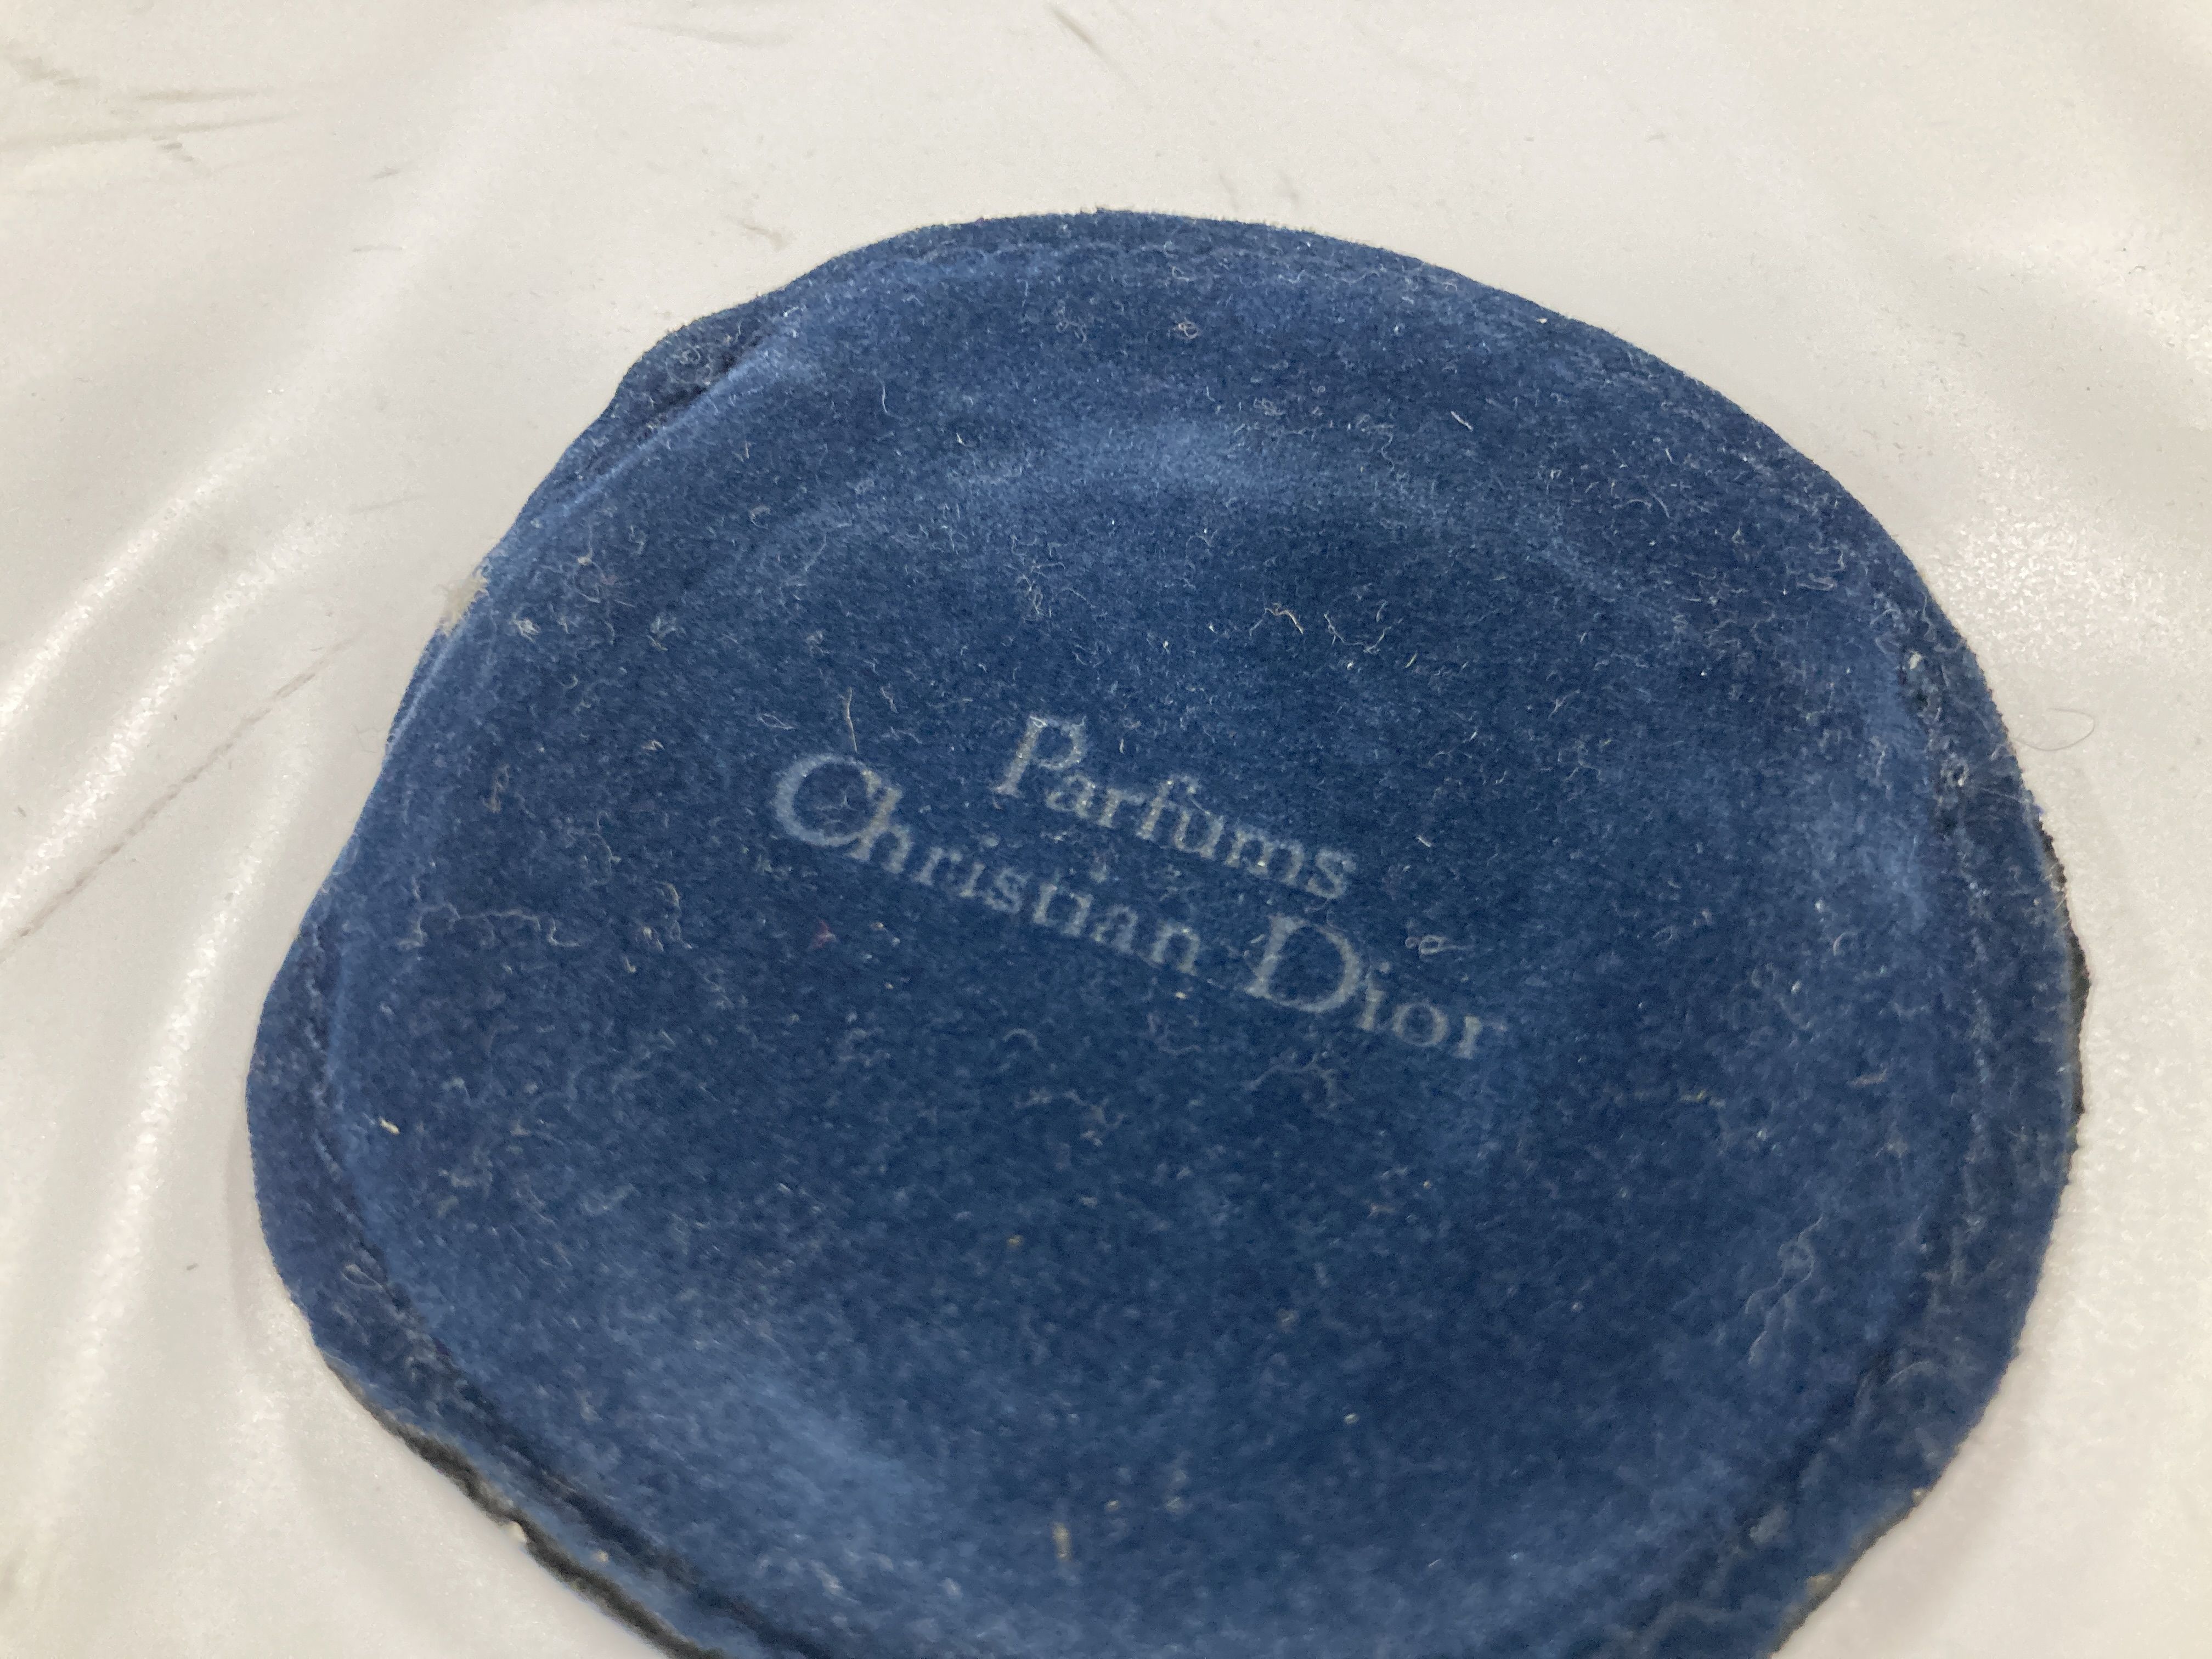 Parfums
Christian Dior